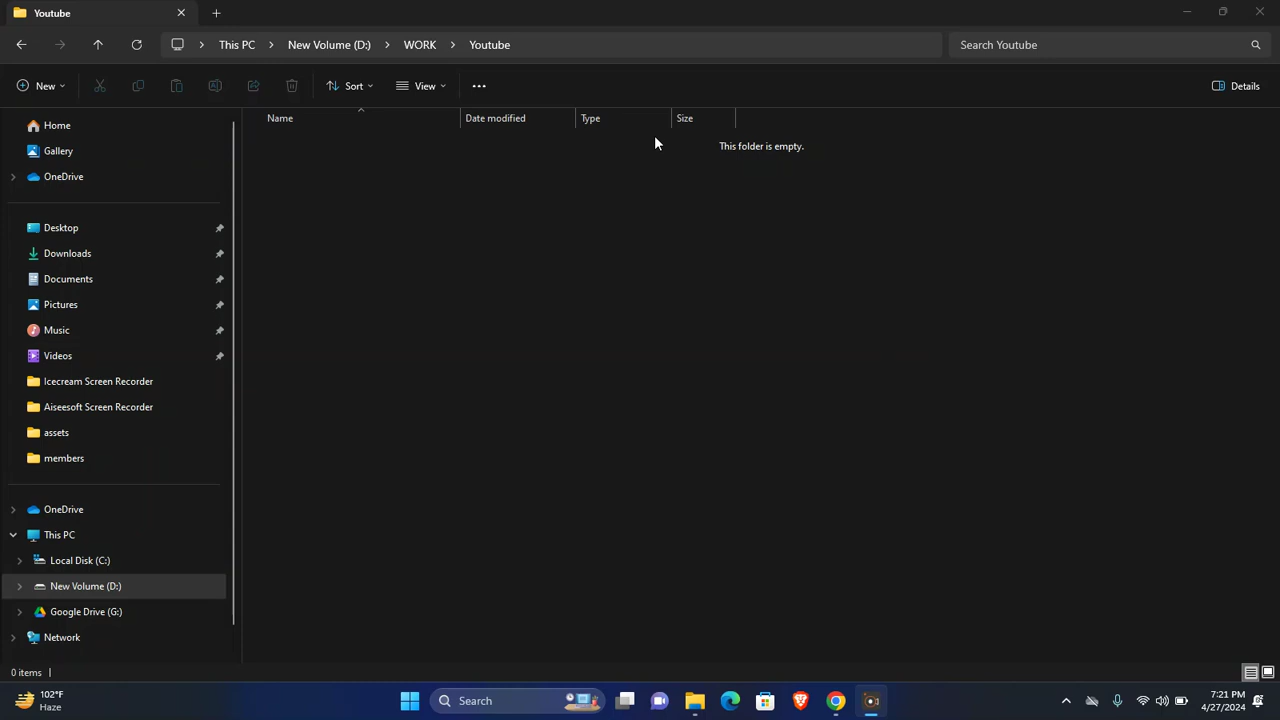 Youtube
This PC
New Volume (D:)
WORK
Youtube
Search Youtube
New
Sort
View
Details
Name
Date modified
Type
Size
This folder is empty.
Home
Gallery
OneDrive
Desktop
Downloads
Documents
Pictures
Music
Videos
Icecream Screen Recorder
Aiseesoft Screen Recorder
assets
members
OneDrive
This PC
Local Disk (C:)
New Volume (D:)
Google Drive (G:)
Network
0 items
102°F
Haze
Search
7:21 PM
4/27/2024